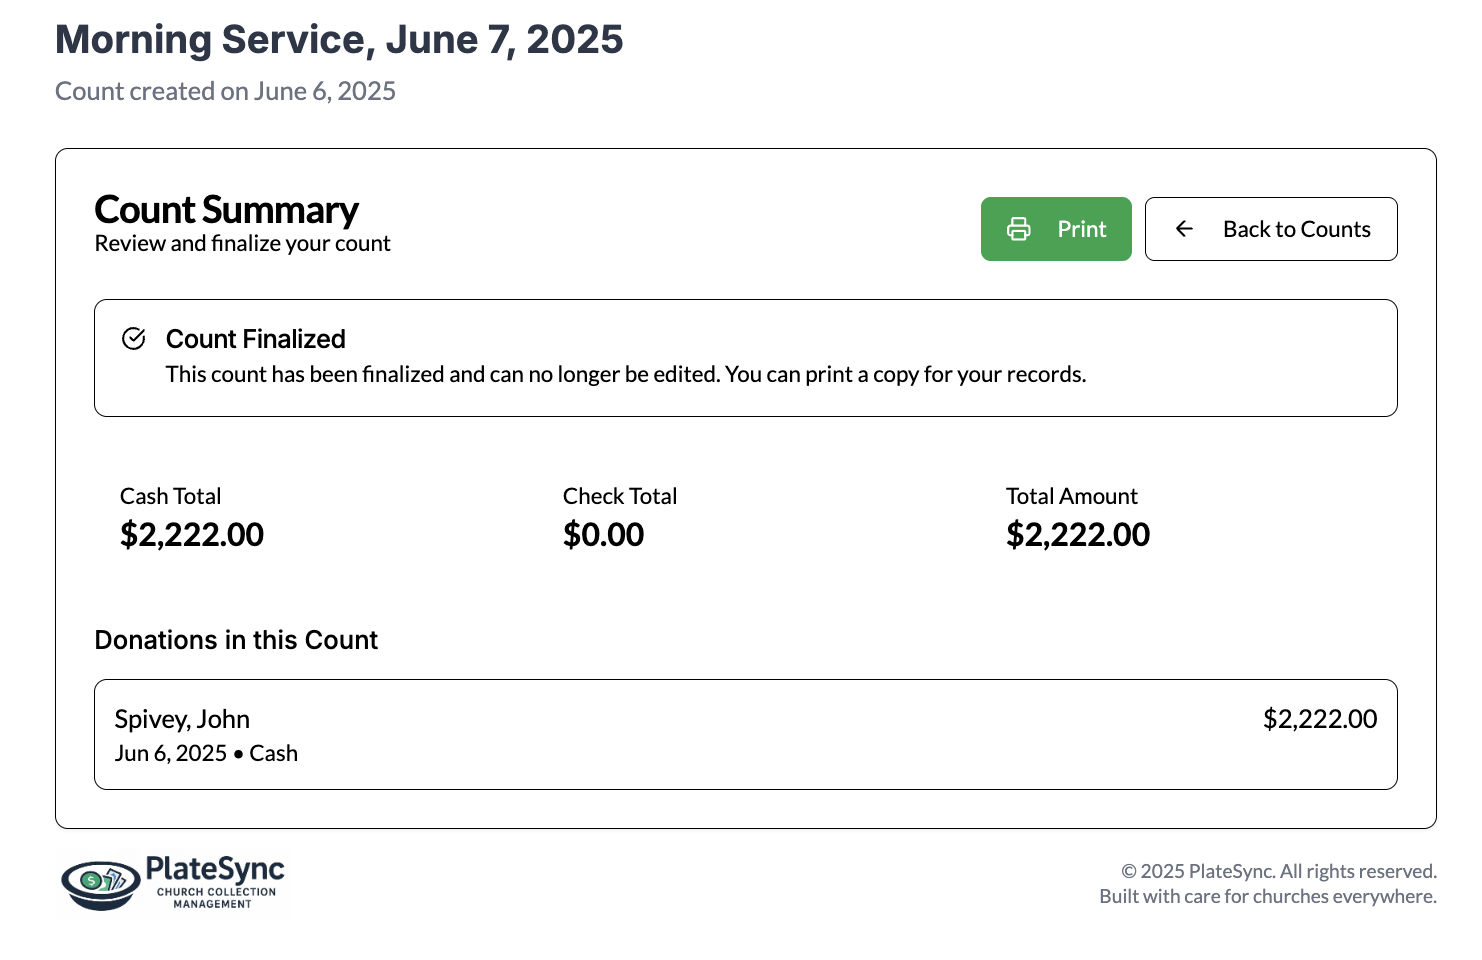 Morning Service, June 7, 2025
Count created on June 6, 2025
Count Summary
Review and finalize your count
Print
Back to Counts
Count Finalized
This count has been finalized and can no longer be edited. You can print a copy for your records.
Cash Total
$2,222.00
Check Total
$0.00
Total Amount
$2,222.00
Donations in this Count
Spivey, John
$2,222.00
Jun 6, 2025 • Cash
$
PlateSync
CHURCH COLLECTION
MANAGEMENT
© 2025 PlateSync. All rights reserved.
Built with care for churches everywhere.